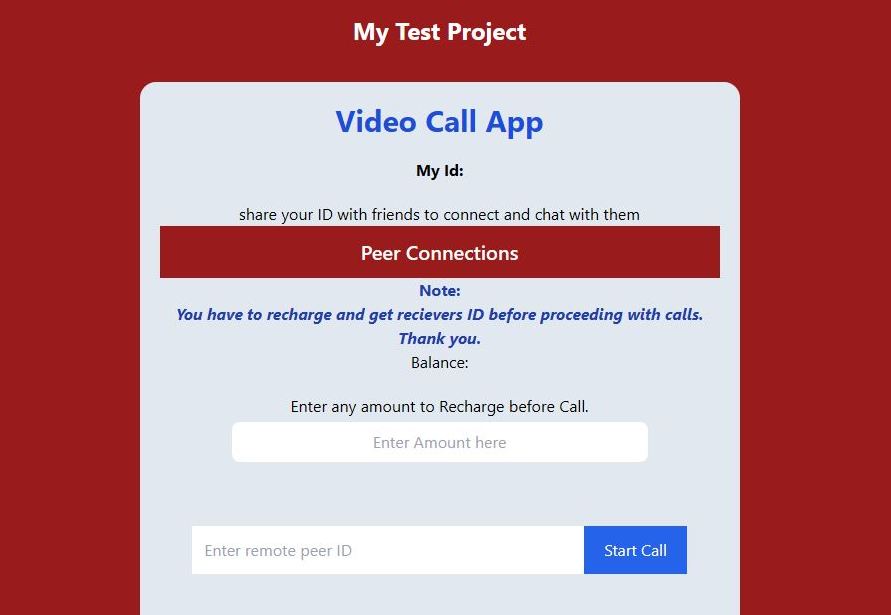 My Test Project
Video Call App
My Id:
share your ID with friends to connect and chat with them
Peer Connections
Note:
You have to recharge and get recievers ID before proceeding with calls.
Thank you.
Balance:
Enter any amount to Recharge before Call.
Enter Amount here
Enter remote peer ID
Start Call